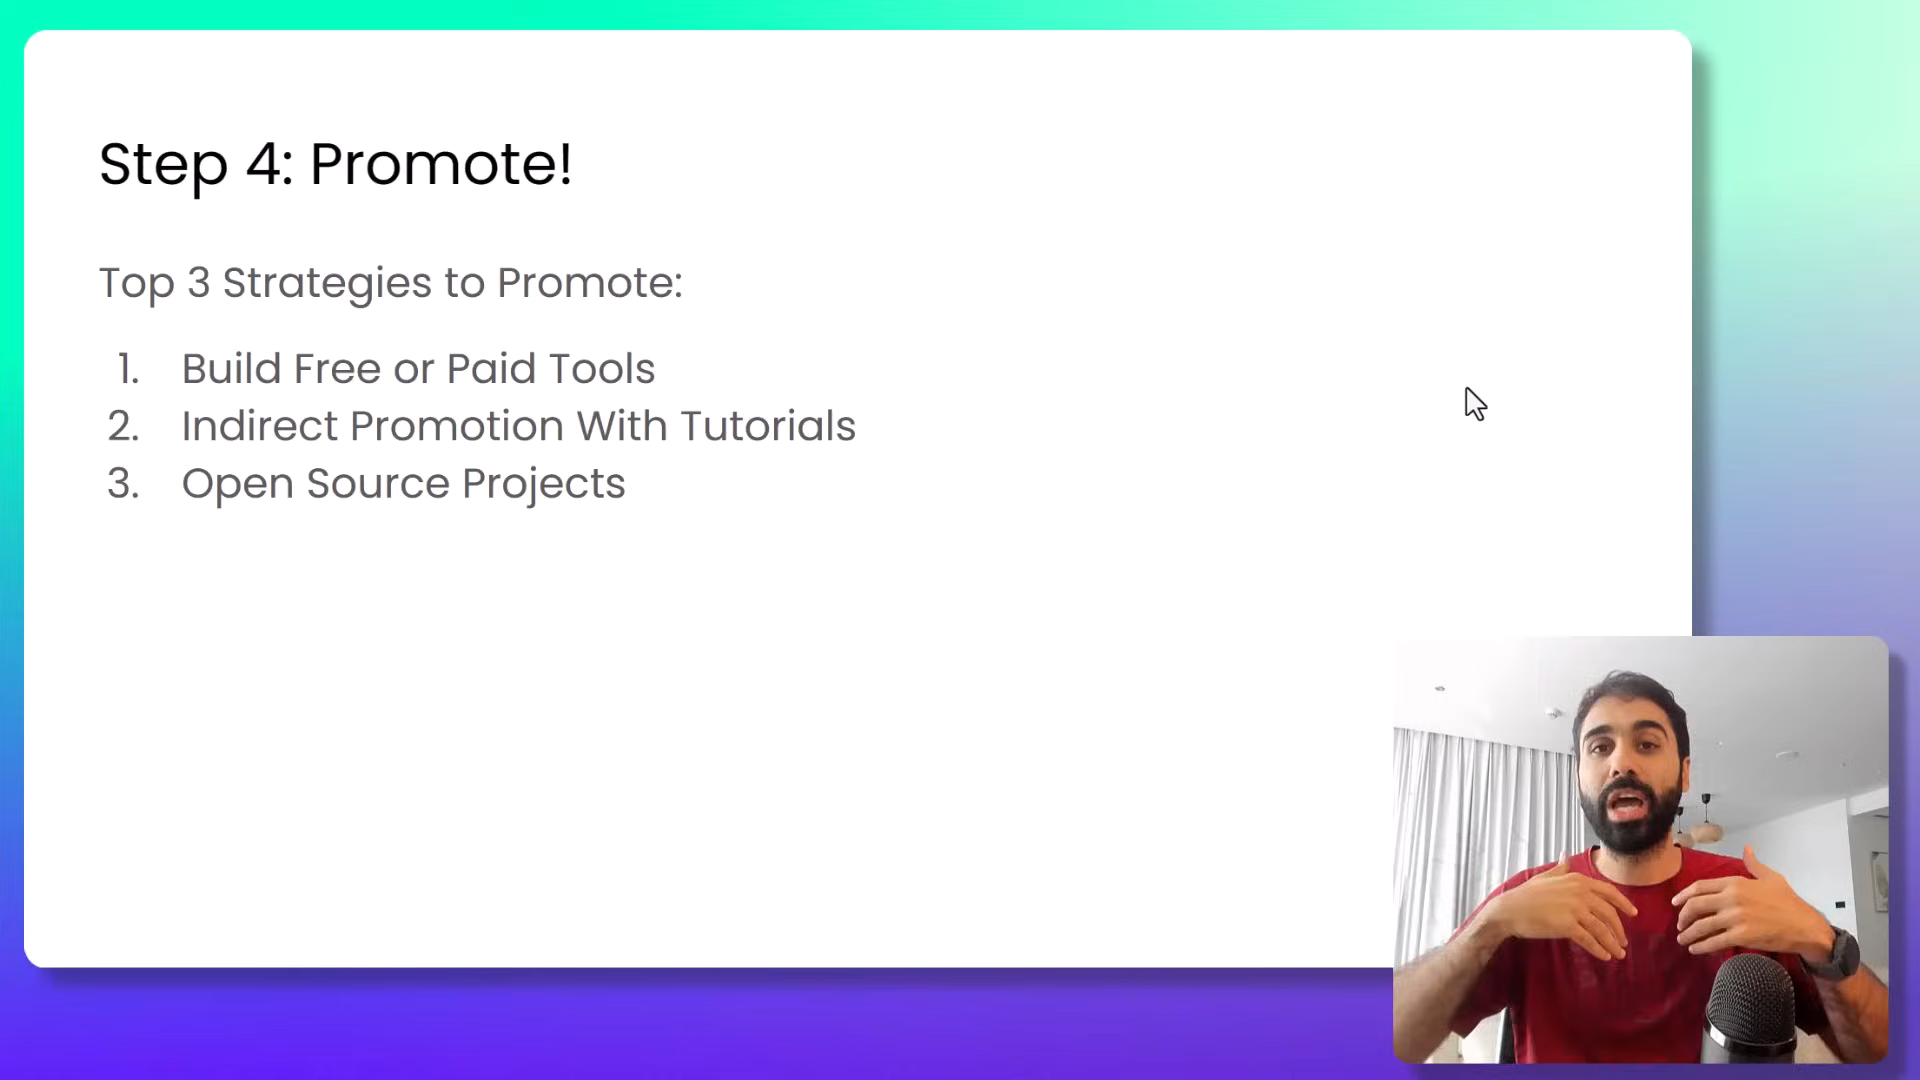 Step 4: Promote!
Top 3 Strategies to Promote:
1. Build Free or Paid Tools
2. Indirect Promotion With Tutorials
3. Open Source Projects